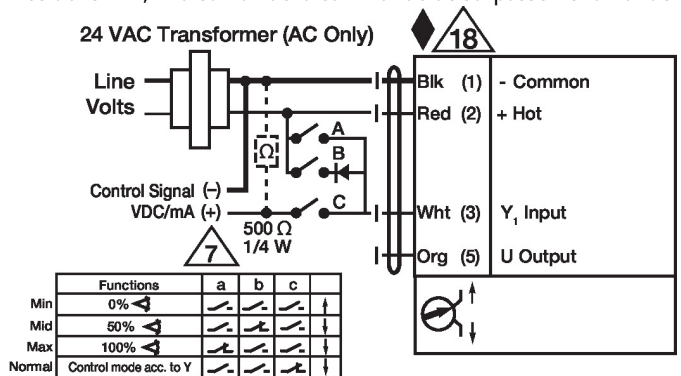 24 VAC Transformer (AC Only)
18
Line
Volts
Blk (1) - Common
Red (2) + Hot
A
Ω
B
Control Signal (–)
VDC/mA (+)
C
Wht (3) Y1 Input
500 Ω
1/4 W
7
Org (5) U Output
Functions a b c
Min 0%
Mid 50%
Max 100%
Normal Control mode acc. to Y